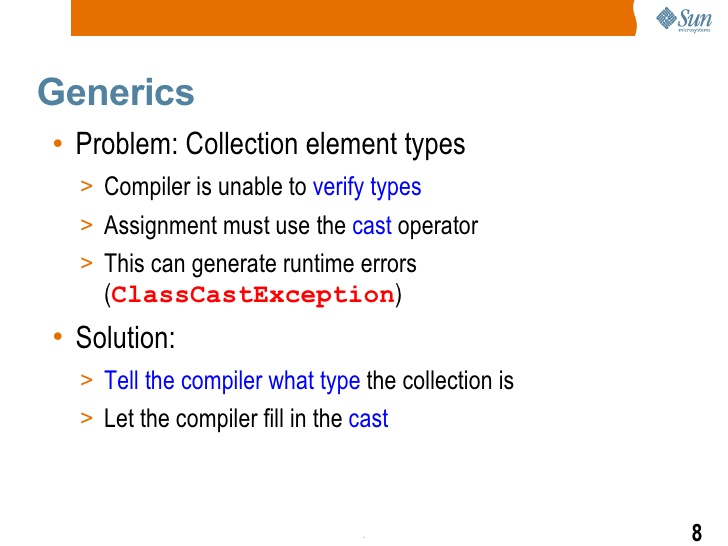 Sun
microsystems
Generics
• Problem: Collection element types
> Compiler is unable to verify types
> Assignment must use the cast operator
> This can generate runtime errors
(ClassCastException)
• Solution:
> Tell the compiler what type the collection is
> Let the compiler fill in the cast
8